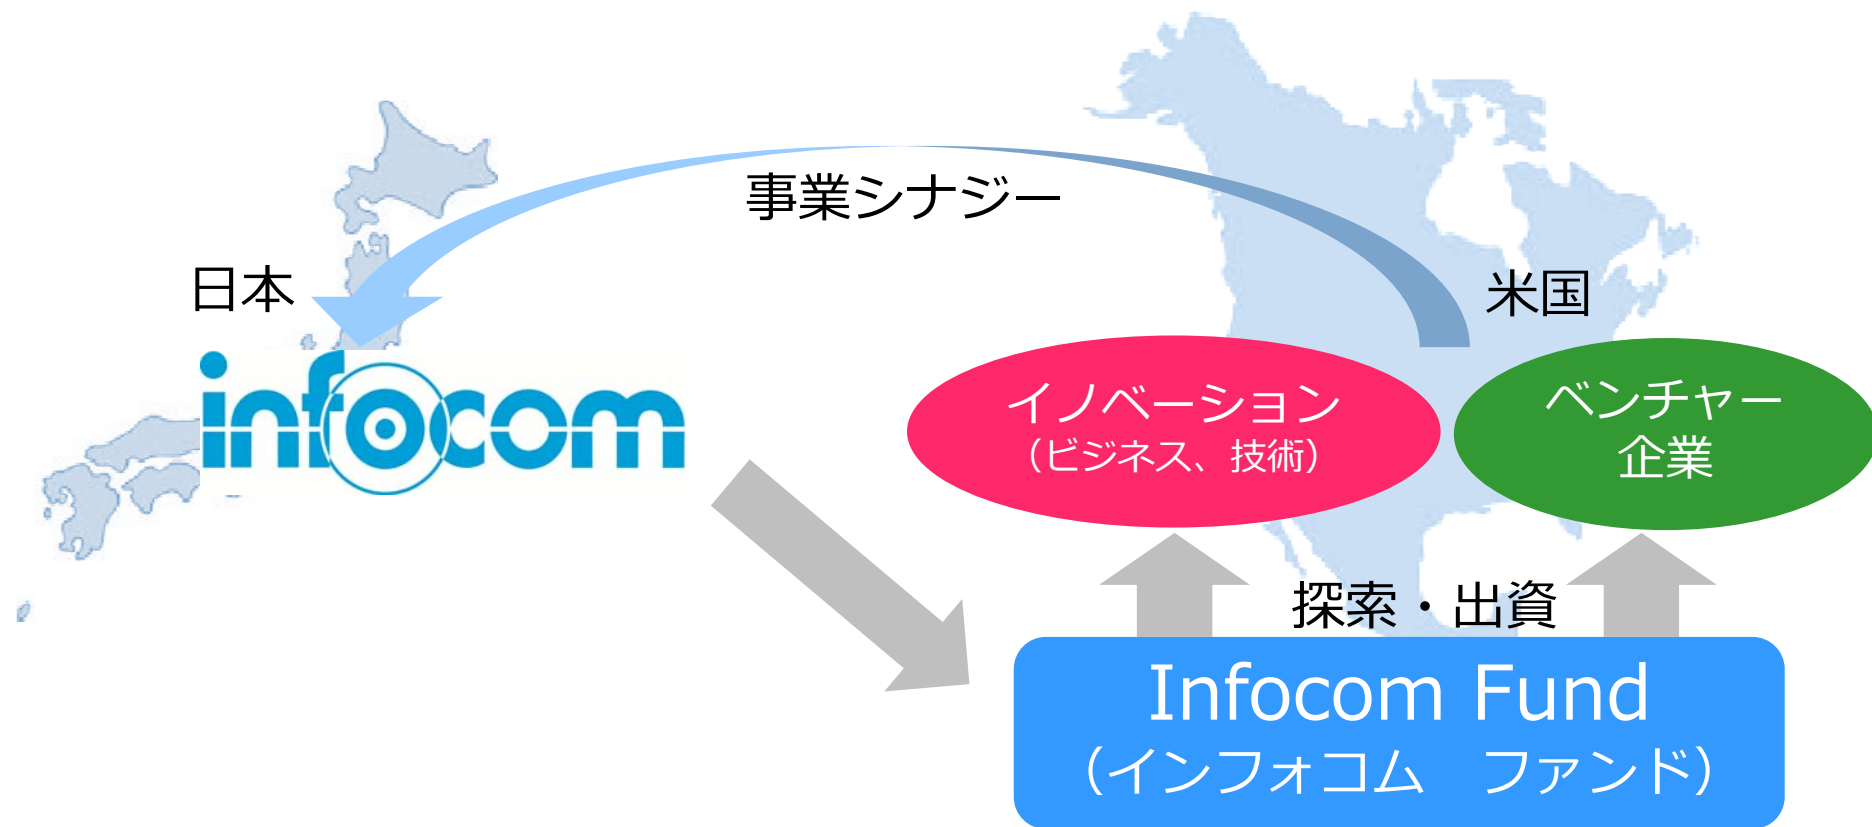 事業シナジー
日本
米国
infocom
イノベーション
（ビジネス、技術）
ベンチャー
企業
探索・出資
Infocom Fund
（インフォコム　ファンド）